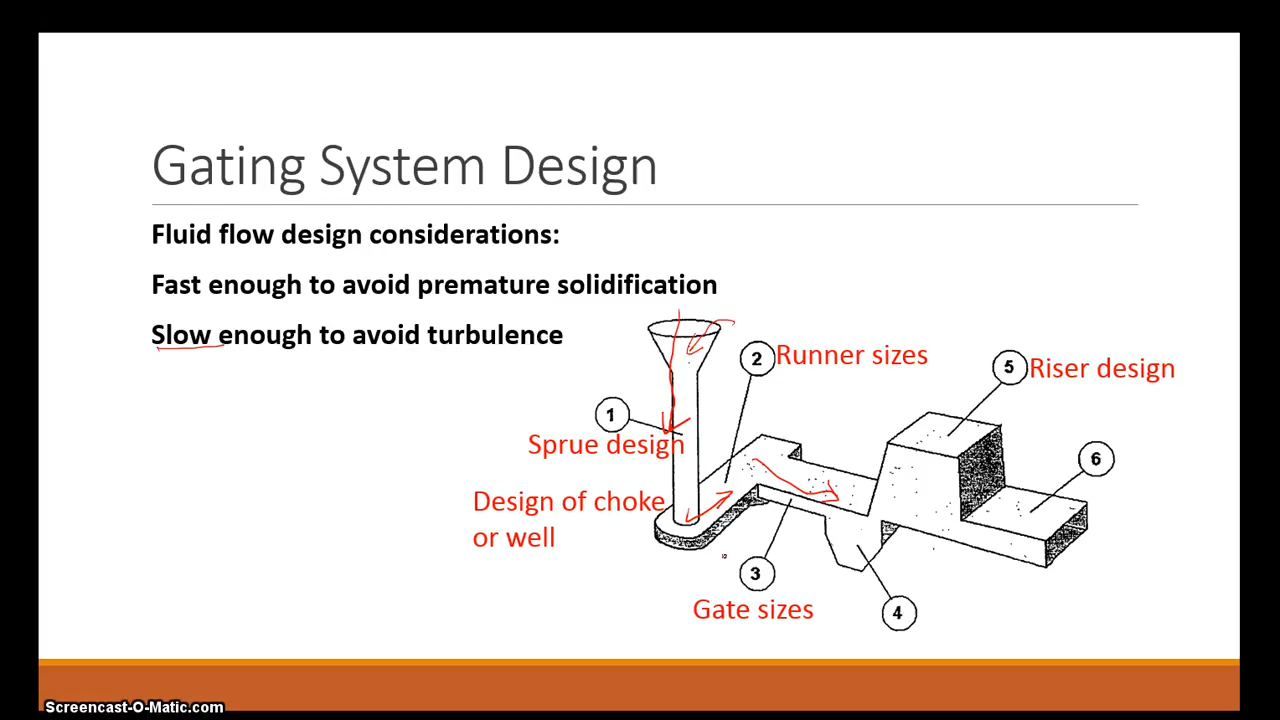 Gating System Design
Fluid flow design considerations:
Fast enough to avoid premature solidification
Slow enough to avoid turbulence
2
Runner sizes
5
Riser design
1
Sprue design
6
Design of choke
or well
3
Gate sizes
4
Screencast-O-Matic.com